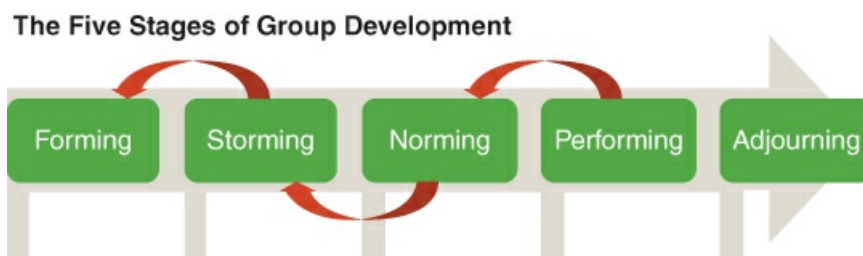 The Five Stages of Group Development
Forming
Storming
Norming
Performing
Adjourning